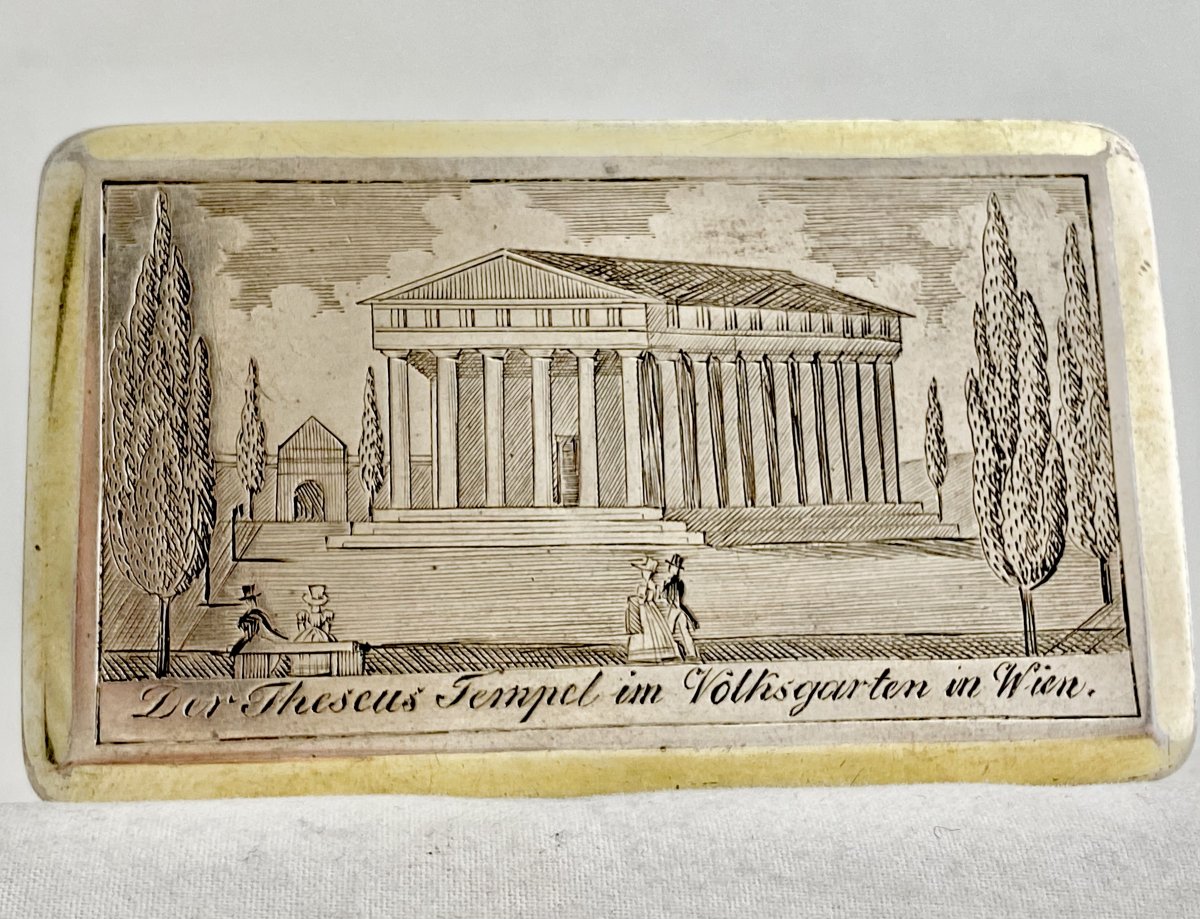 Der Theseus Tempel im Volksgarten in Wien.